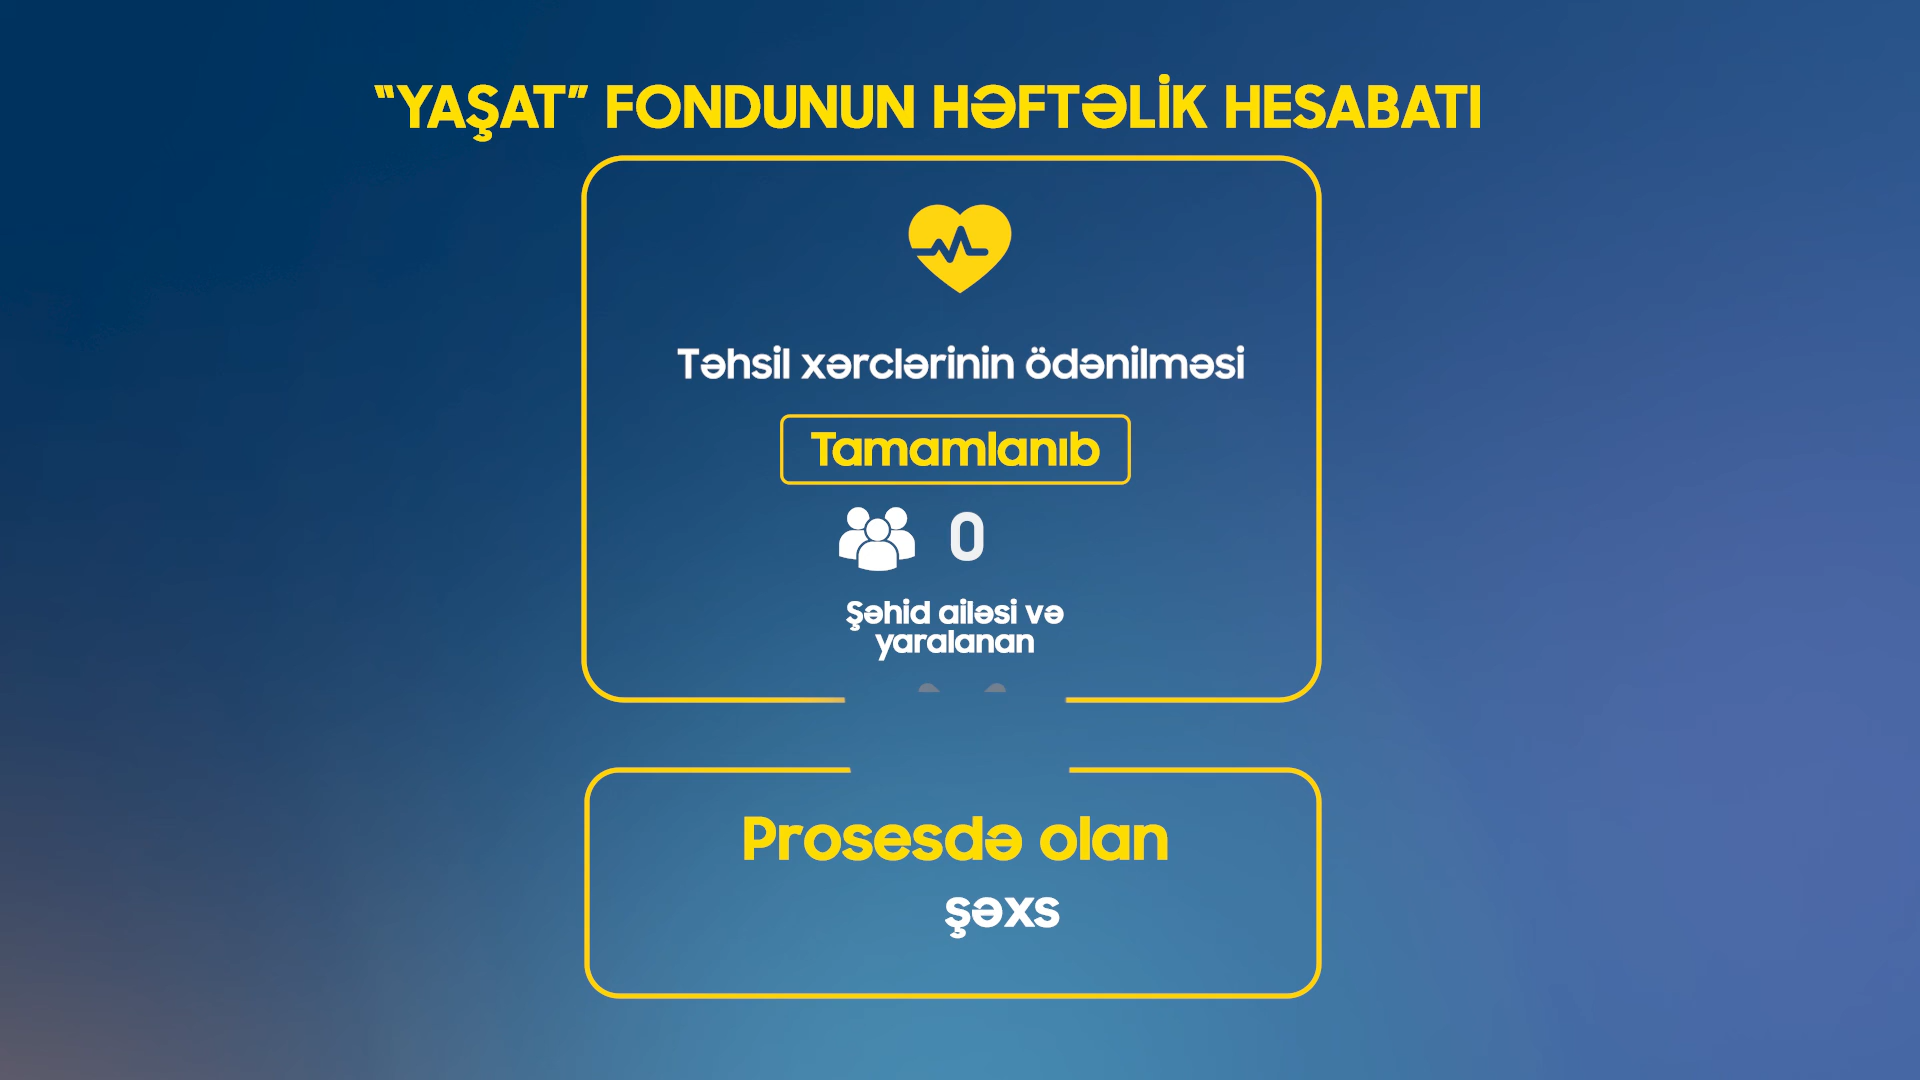 “YAŞAT” FONDUNUN HƏFTƏLİK HESABATI
Təhsil xərclərinin ödənilməsi
Tamamlanıb
0
Şəhid ailəsi və
yaralanan
Prosesdə olan
şəxs